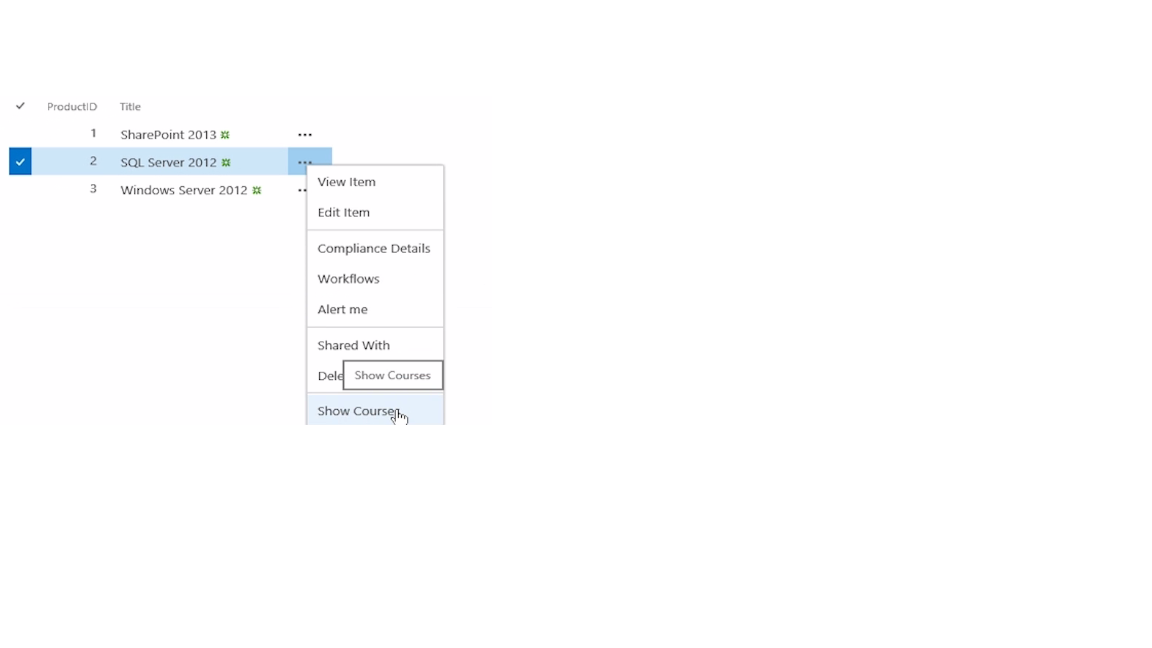 ProductID Title
1 SharePoint 2013
2 SQL Server 2012
3 Windows Server 2012
View Item
Edit Item
Compliance Details
Workflows
Alert me
Shared With
Dele
Show Courses
Show Courses